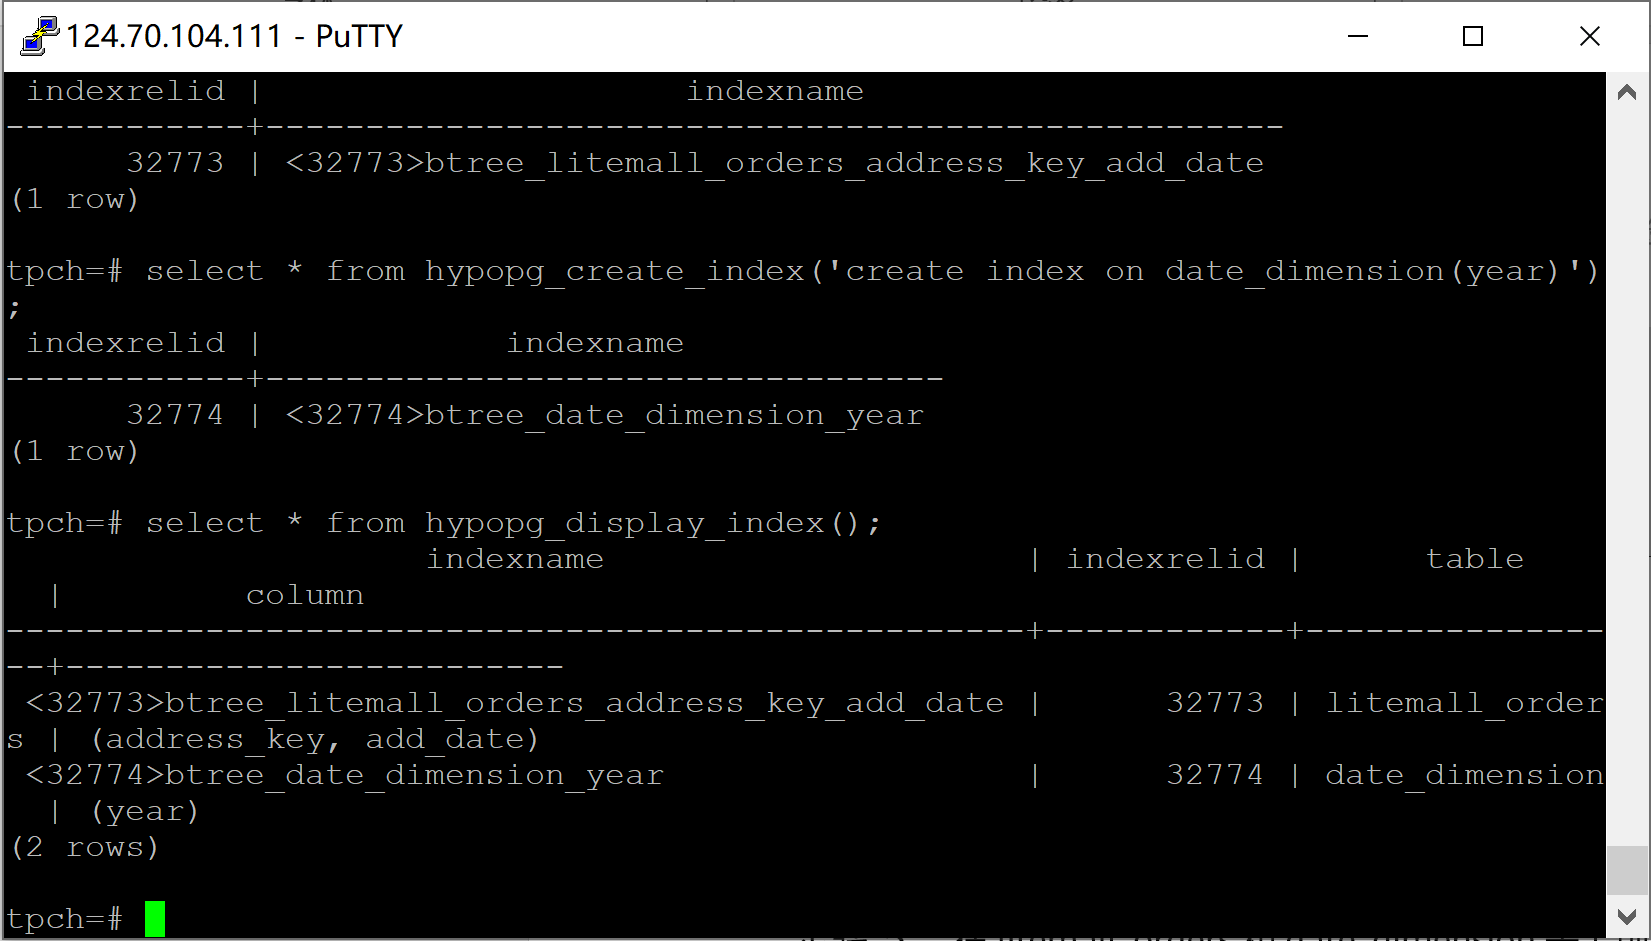 124.70.104.111 - PuTTY
 indexrelid |                      indexname
------------+---------------------------------------------------
      32773 | <32773>btree_litemall_orders_address_key_add_date
(1 row)
tpch=# select * from hypopg_create_index('create index on date_dimension(year)')
;
 indexrelid |            indexname
------------+----------------------------------
      32774 | <32774>btree_date_dimension_year
(1 row)
tpch=# select * from hypopg_display_index();
                     indexname                     | indexrelid |      table
  |         column
---------------------------------------------------+------------+---------------
--+-------------------------
 <32773>btree_litemall_orders_address_key_add_date |      32773 | litemall_order
s | (address_key, add_date)
 <32774>btree_date_dimension_year                  |      32774 | date_dimension
  | (year)
(2 rows)
tpch=#